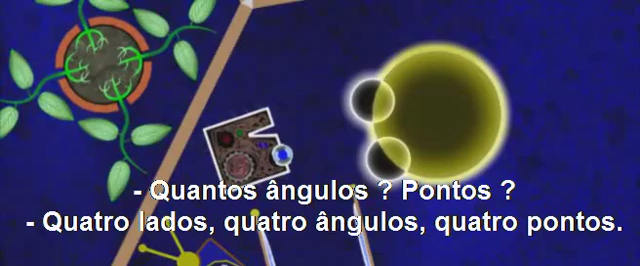 - Quantos ângulos ? Pontos ?
- Quatro lados, quatro ângulos, quatro pontos.